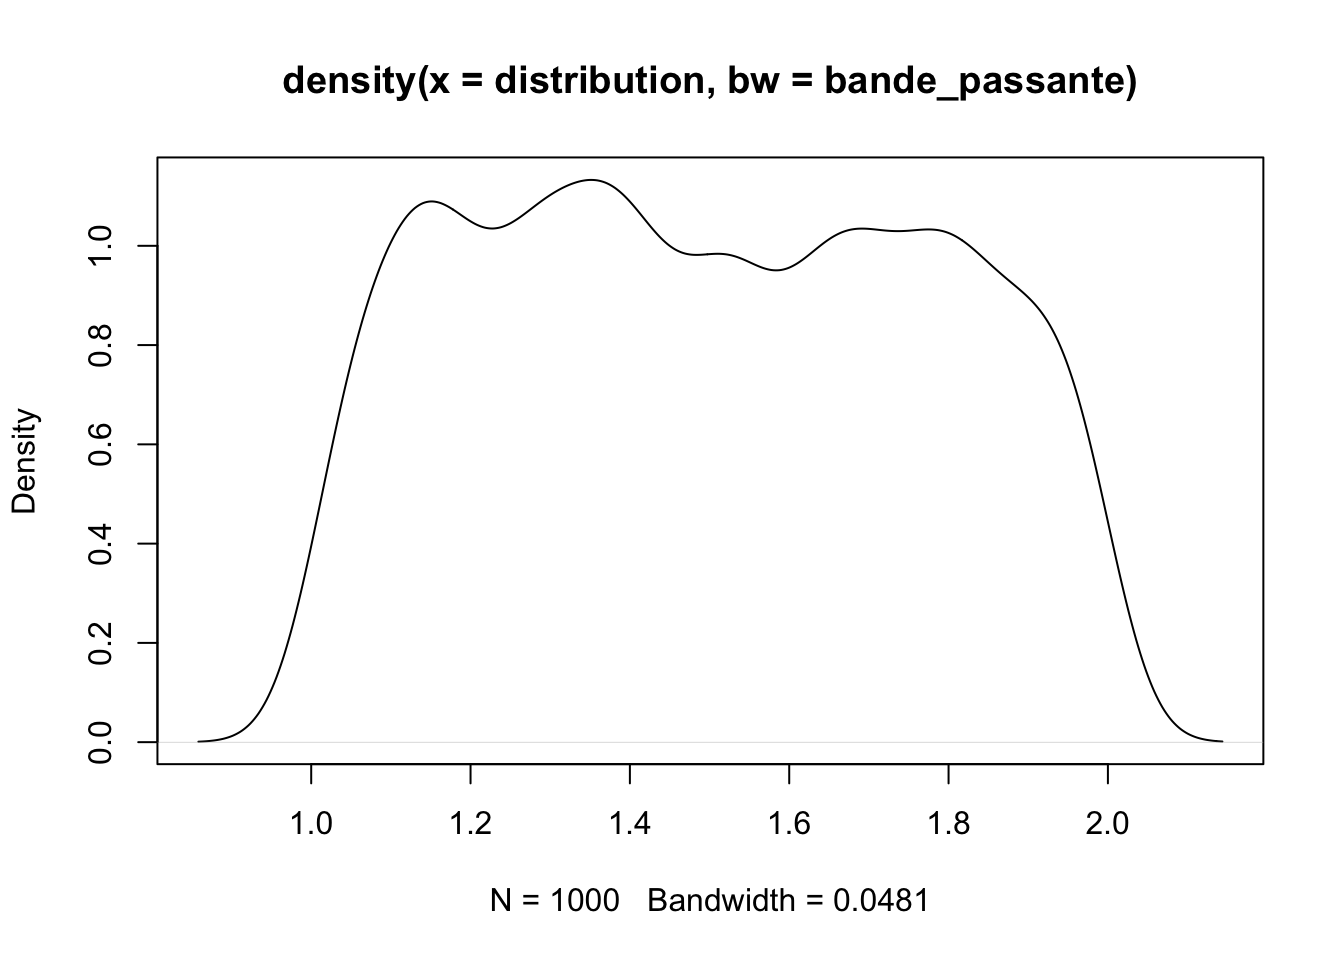 density(x = distribution, bw = bande_passante)
Density
1.0
0.8
0.6
0.4
0.2
0.0
1.0 1.2 1.4 1.6 1.8 2.0
N = 1000 Bandwidth = 0.0481